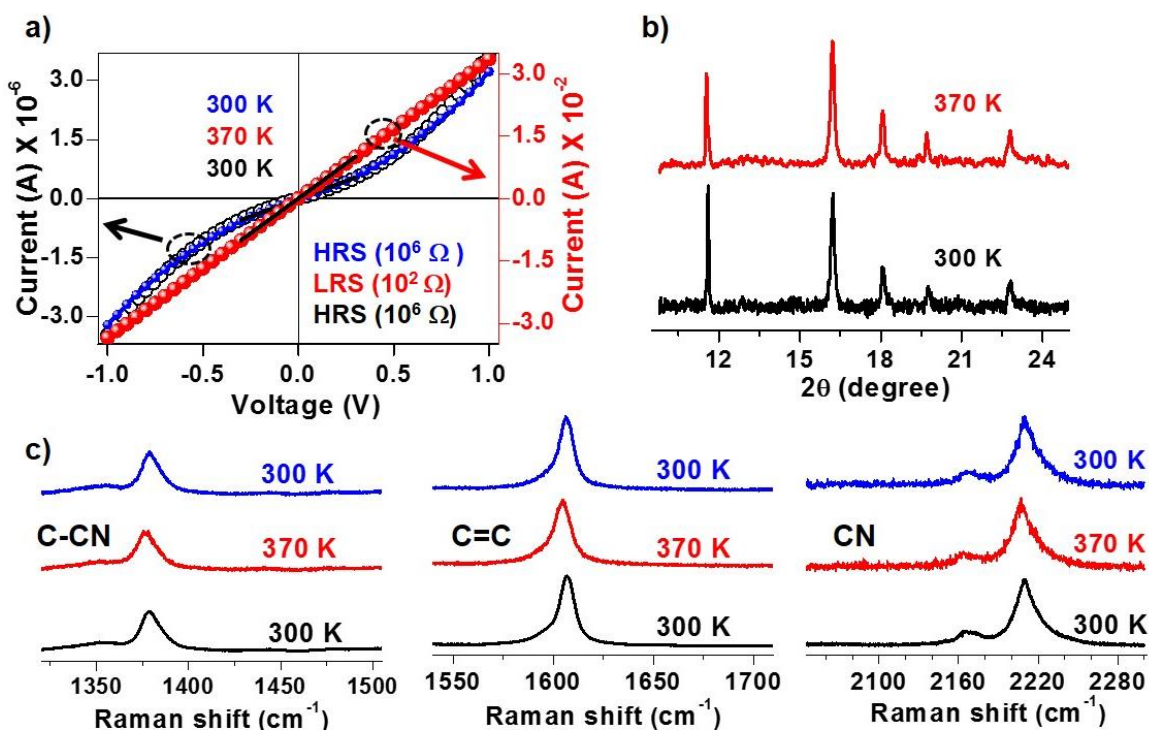 a)
3.0
1.5
0.0
-1.5
-3.0
Current (A) X 10⁻⁶
300 K
370 K
300 K
HRS (10⁶ Ω )
LRS (10² Ω)
HRS (10⁶ Ω)
3.0
1.5
0.0
-1.5
-3.0
Current (A) X 10⁻²
-1.0 -0.5 0.0 0.5 1.0
Voltage (V)
b)
370 K
300 K
12 15 16 18 21 24
2θ (degree)
c)
C-CN
300 K
370 K
300 K
1350 1400 1450 1500
Raman shift (cm⁻¹)
C=C
300 K
370 K
300 K
1550 1600 1650 1700
Raman shift (cm⁻¹)
CN
300 K
370 K
300 K
2100 2160 2220 2280
Raman shift (cm⁻¹)